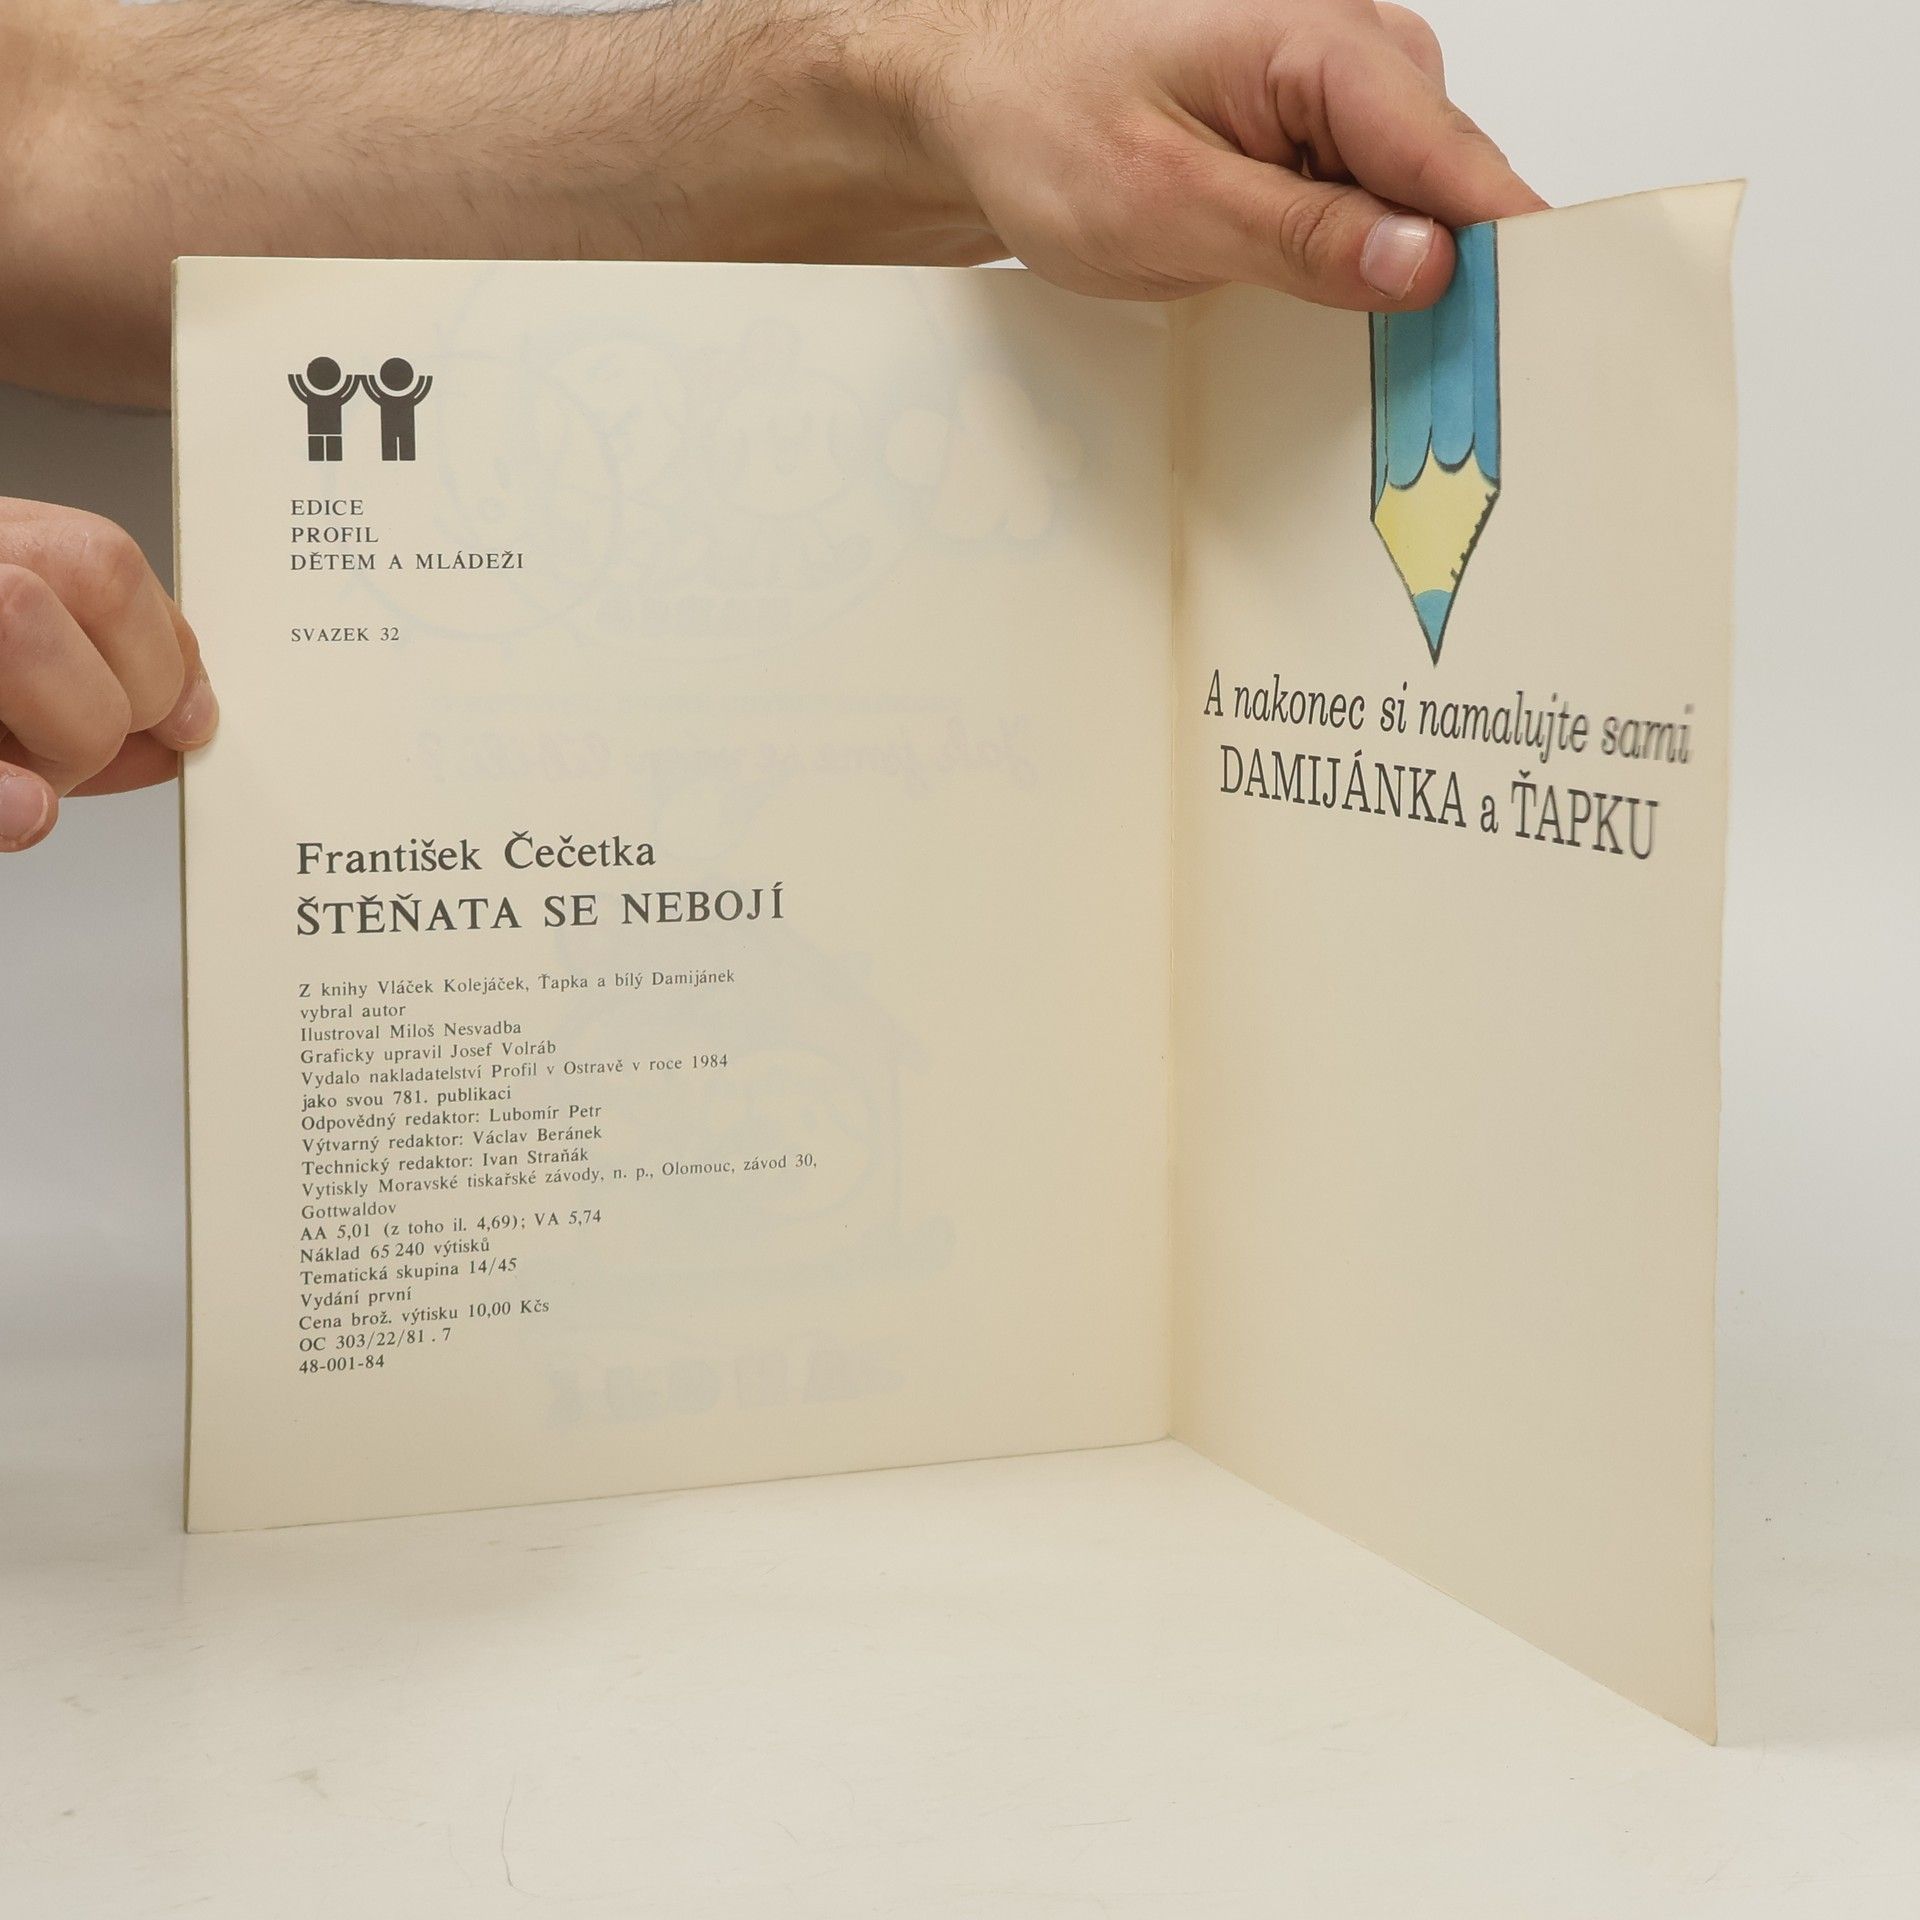 EDICE
PROFIL
DĚTEM A MLÁDEŽI
SVAZEK 32
František Čečetka
ŠTĚŇATA SE NEBOJÍ
Z knihy Vláček Kolejáček, Ťapka a bílý Damijánek
vybral autor
Ilustroval Miloš Nesvadba
Graficky upravil Josef Volráb
Vydalo nakladatelství Profil v Ostravě v roce 1984
jako svou 781. publikaci
Odpovědný redaktor: Lubomír Petr
Výtvarný redaktor: Václav Beránek
Technický redaktor: Ivan Straňák
Vytiskly Moravské tiskařské závody, n. p., Olomouc, závod 30,
Gottwaldov
AA 5,01 (z toho il. 4,69); VA 5,74
Náklad 65 240 výtisků
Tematická skupina 14/45
Vydání první
Cena brož. výtisku 10,00 Kčs
OC 303/22/81 . 7
48-001-84
A nakonec si namalujte sami
DAMIJÁNKA a ŤAPKU